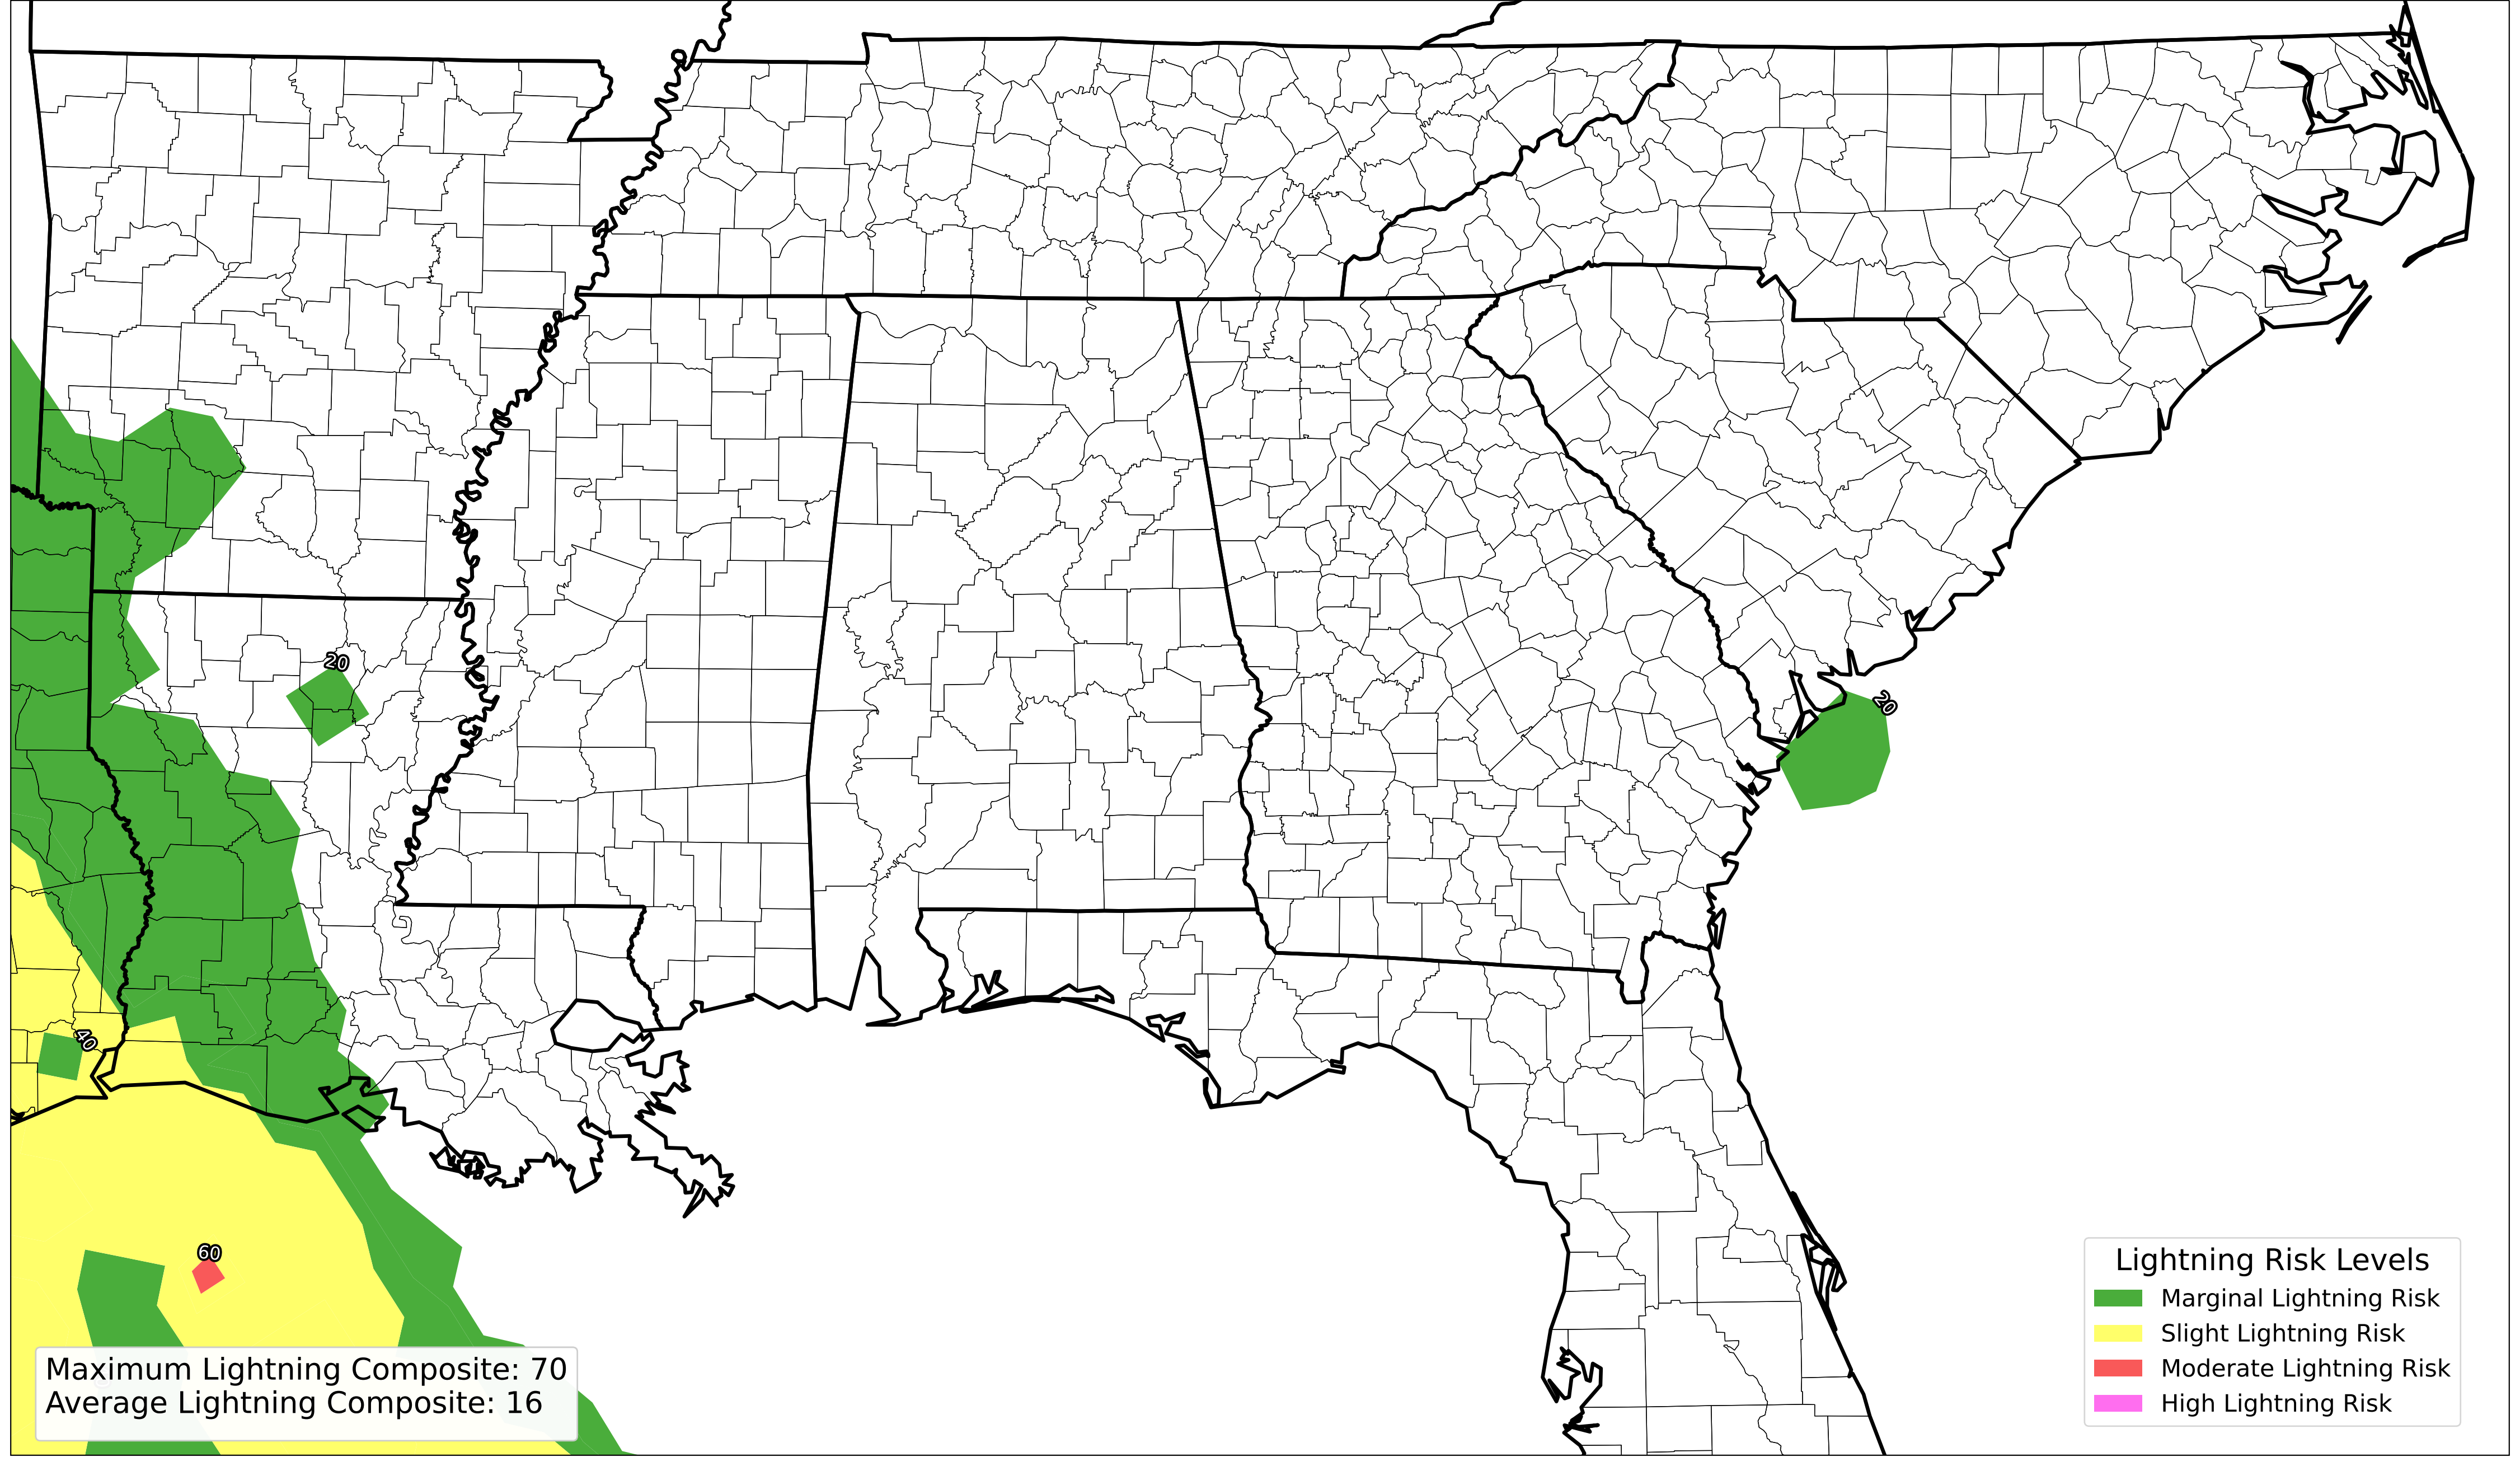 20
20
40
60
Lightning Risk Levels
Marginal Lightning Risk
Slight Lightning Risk
Moderate Lightning Risk
High Lightning Risk
Maximum Lightning Composite: 70
Average Lightning Composite: 16